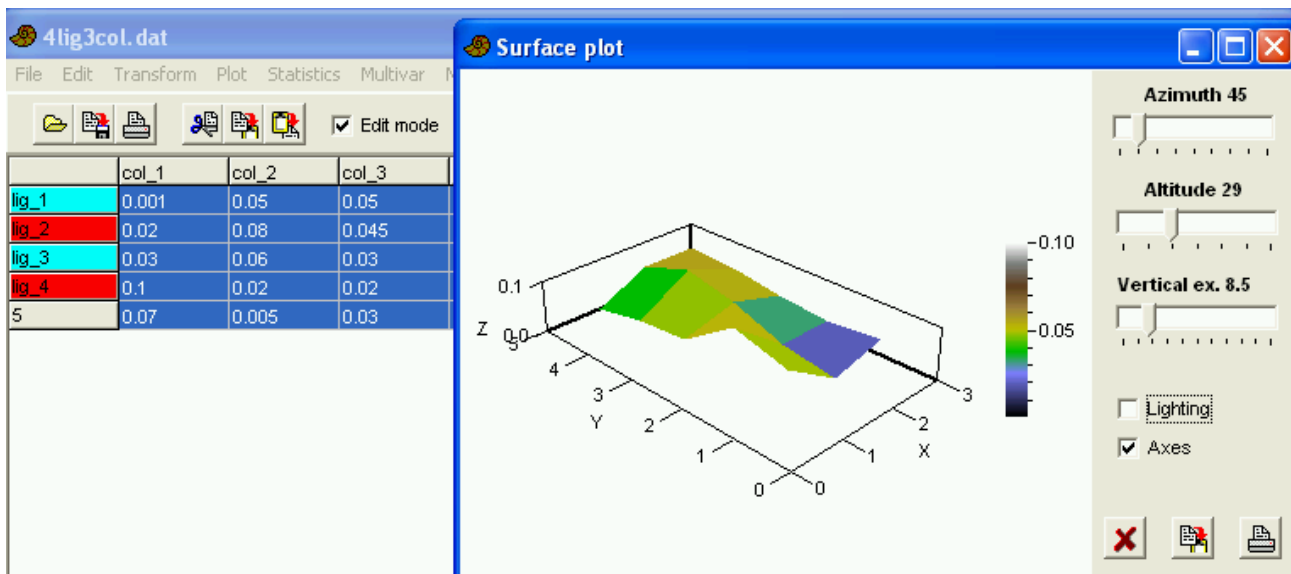 4lig3col.dat
File Edit Transform Plot Statistics Multivar
Edit mode
col_1 col_2 col_3
lig_1 0.001 0.05 0.05
lig_2 0.02 0.08 0.045
lig_3 0.03 0.06 0.03
lig_4 0.1 0.02 0.02
5 0.07 0.005 0.03
Surface plot
0.1
Z 0.0
5
4
3
Y
2
1
0
0
1
X
2
3
0.10
0.05
Azimuth 45
Altitude 29
Vertical ex. 8.5
Lighting
Axes